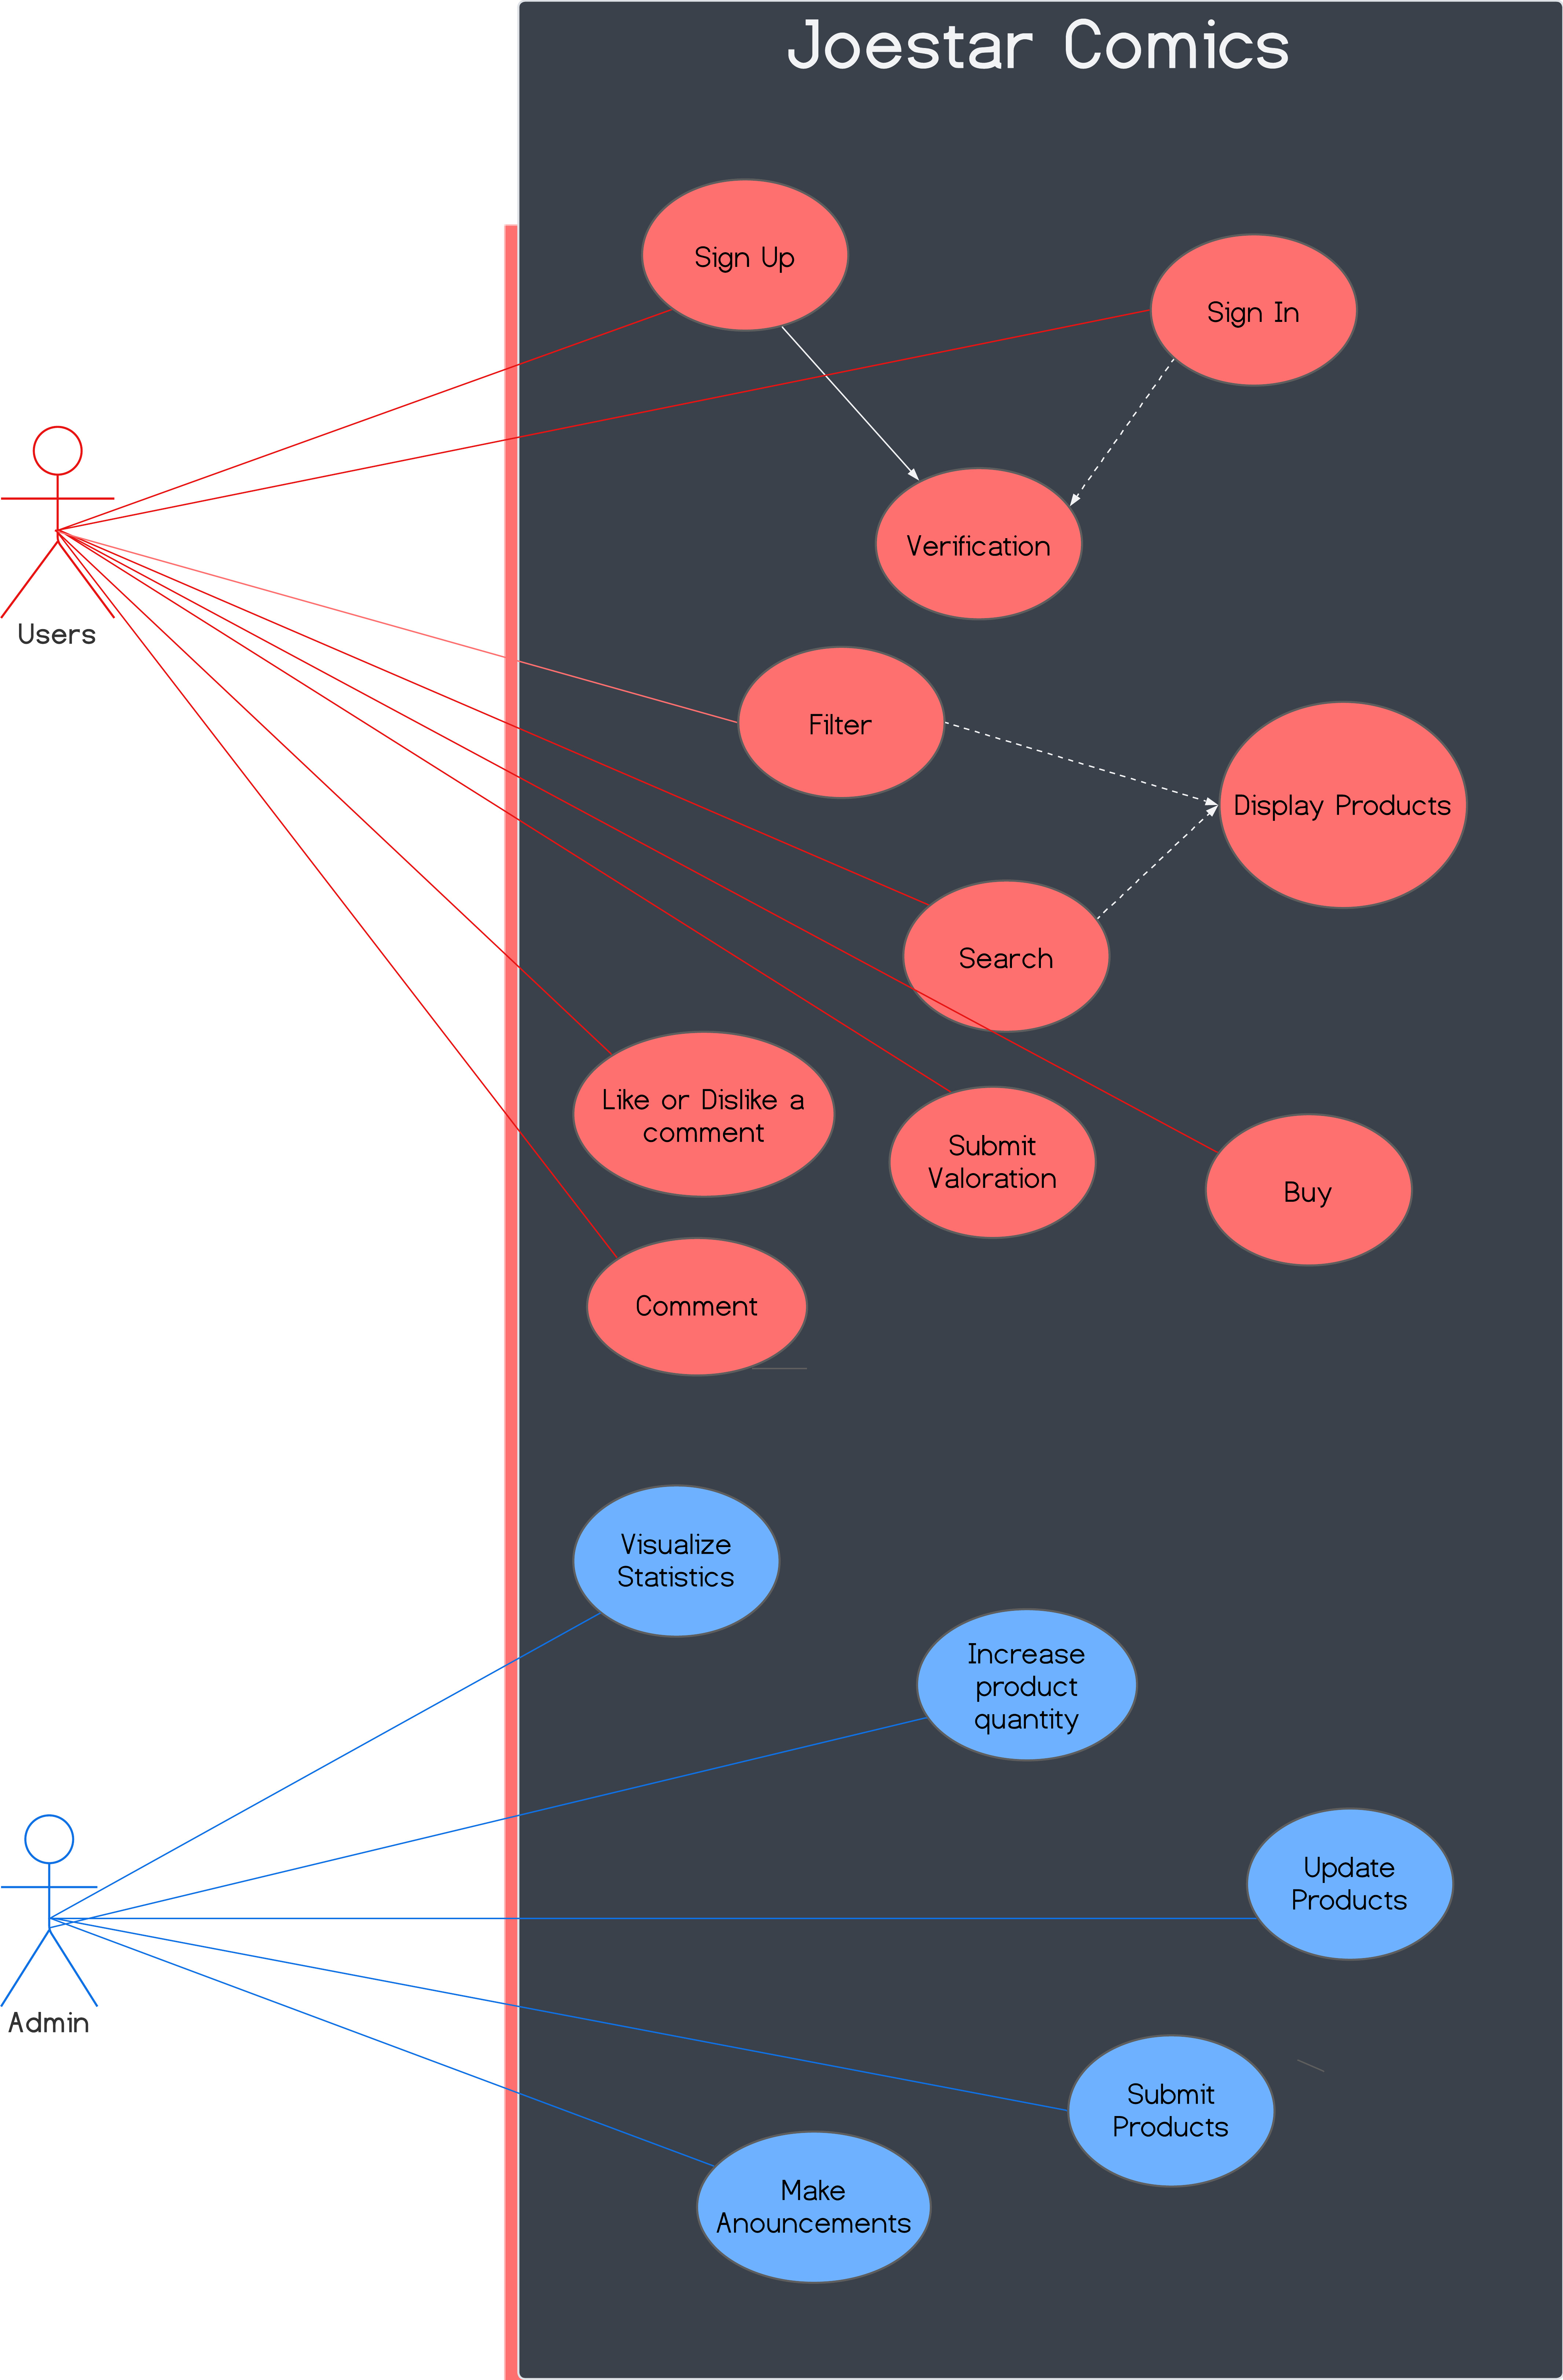 Joestar Comics
Sign Up
Sign In
Verification
Users
Filter
Display Products
Search
Like or Dislike a
comment
Submit
Valoration
Buy
Comment
Visualize
Statistics
Increase
product
quantity
Update
Products
Admin
Submit
Products
Make
Anouncements